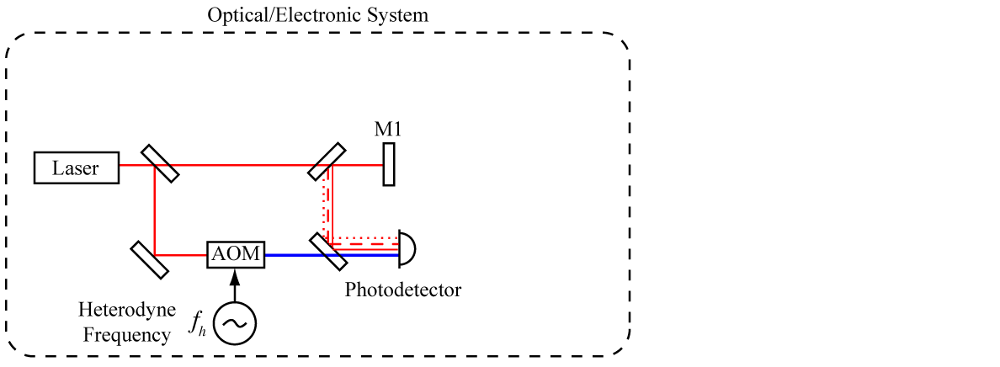 Optical/Electronic System
M1
Laser
AOM
Photodetector
Heterodyne
Frequency
f_h